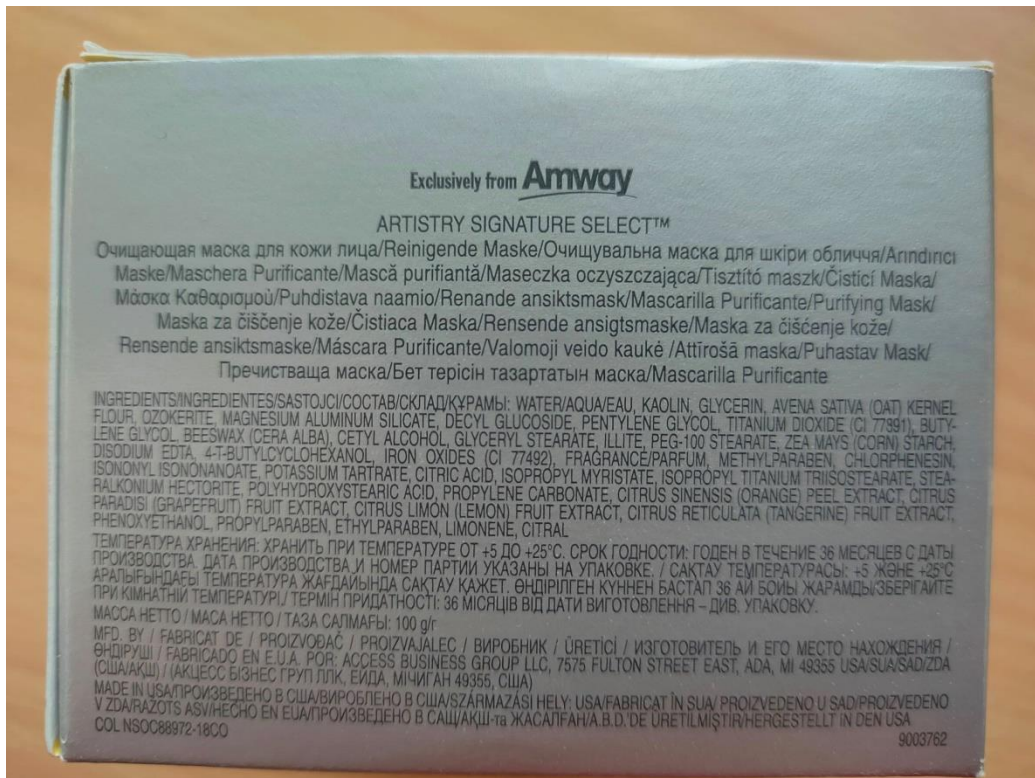 Exclusively from Amway
ARTISTRY SIGNATURE SELECT™
Очищающая маска для кожи лица/Reinigende Maske/Очищувальна маска для шкіри обличчя/Arındırıcı
Maske/Maschera Purificante/Mască purifiantă/Maseczka oczyszczająca/Tisztító maszk/Čisticí Maska/
Μάσκα Καθαρισμού/Puhdistava naamio/Renande ansiktsmask/Mascarilla Purificante/Purifying Mask/
Maska za čiščenje kože/Čistiaca Maska/Rensende ansigtsmaske/Maska za čišćenje kože/
Rensende ansiktsmaske/Máscara Purificante/Valomoji veido kaukė /Attīrošā maska/Puhastav Mask/
Пречистваща маска/Бет терісін тазартатын маска/Mascarilla Purificante
INGREDIENTS/INGREDIENTES/SASTOJCI/СОСТАВ/СКЛАД/ҚҰРАМЫ: WATER/AQUA/EAU, KAOLIN, GLYCERIN, AVENA SATIVA (OAT) KERNEL
FLOUR, OZOKERITE, MAGNESIUM ALUMINUM SILICATE, DECYL GLUCOSIDE, PENTYLENE GLYCOL, TITANIUM DIOXIDE (CI 77891), BUTY-
LENE GLYCOL, BEESWAX (CERA ALBA), CETYL ALCOHOL, GLYCERYL STEARATE, ILLITE, PEG-100 STEARATE, ZEA MAYS (CORN) STARCH,
DISODIUM EDTA, 4-T-BUTYLCYCLOHEXANOL, IRON OXIDES (CI 77492), FRAGRANCE/PARFUM, METHYLPARABEN, CHLORPHENESIN,
ISONONYL ISONONANOATE, POTASSIUM TARTRATE, CITRIC ACID, ISOPROPYL MYRISTATE, ISOPROPYL TITANIUM TRIISOSTEARATE, STEA-
RALKONIUM HECTORITE, POLYHYDROXYSTEARIC ACID, PROPYLENE CARBONATE, CITRUS SINENSIS (ORANGE) PEEL EXTRACT, CITRUS
PARADISI (GRAPEFRUIT) FRUIT EXTRACT, CITRUS LIMON (LEMON) FRUIT EXTRACT, CITRUS RETICULATA (TANGERINE) FRUIT EXTRACT,
PHENOXYETHANOL, PROPYLPARABEN, ETHYLPARABEN, LIMONENE, CITRAL
ТЕМПЕРАТУРА ХРАНЕНИЯ: ХРАНИТЬ ПРИ ТЕМПЕРАТУРЕ ОТ +5 ДО +25°C. СРОК ГОДНОСТИ: ГОДЕН В ТЕЧЕНИЕ 36 МЕСЯЦЕВ С ДАТЫ
ПРОИЗВОДСТВА. ДАТА ПРОИЗВОДСТВА И НОМЕР ПАРТИИ УКАЗАНЫ НА УПАКОВКЕ. / САҚТАУ ТЕМПЕРАТУРАСЫ: +5 ЖӘНЕ +25°C
АРАЛЫҒЫНДАҒЫ ТЕМПЕРАТУРА ЖАҒДАЙЫНДА САҚТАУ ҚАЖЕТ. ӨНДІРІЛГЕН КҮННЕН БАСТАП 36 АЙ БОЙЫ ЖАРАМДЫ/ЗБЕРІГАЙТЕ
ПРИ КІМНАТНІЙ ТЕМПЕРАТУРІ./ ТЕРМІН ПРИДАТНОСТІ: 36 МІСЯЦІВ ВІД ДАТИ ВИГОТОВЛЕННЯ – ДИВ. УПАКОВКУ.
МАССА НЕТТО / МАСА НЕТТО / ТАЗА САЛМАҒЫ: 100 g/г
MFD. BY / FABRICAT DE / PROIZVOĐAČ / PROIZVAJALEC / ВИРОБНИК / ÜRETİCİ / ИЗГОТОВИТЕЛЬ И ЕГО МЕСТО НАХОЖДЕНИЯ /
ӨНДІРУШІ / FABRICADO EN E.U.A. POR: ACCESS BUSINESS GROUP LLC, 7575 FULTON STREET EAST, ADA, MI 49355 USA/SUA/SAD/ZDA
(США/АҚШ) / (АКЦЕСС БІЗНЕС ГРУП ЛЛК, ЕЙДА, МІЧИГАН 49355, США)
MADE IN USA/ПРОИЗВЕДЕНО В США/ВИРОБЛЕНО В США/SZÁRMAZÁSI HELY: USA/FABRICAT ÎN SUA/ PROIZVEDENO U SAD/PROIZVEDENO
V ZDA/RAŽOTS ASV/HECHO EN EUA/ПРОИЗВЕДЕНО В САЩ/АҚШ-та ЖАСАЛҒАН/A.B.D.'DE ÜRETİLMİŞTİR/HERGESTELLT IN DEN USA
COL NSOC88972-18CO
9003762